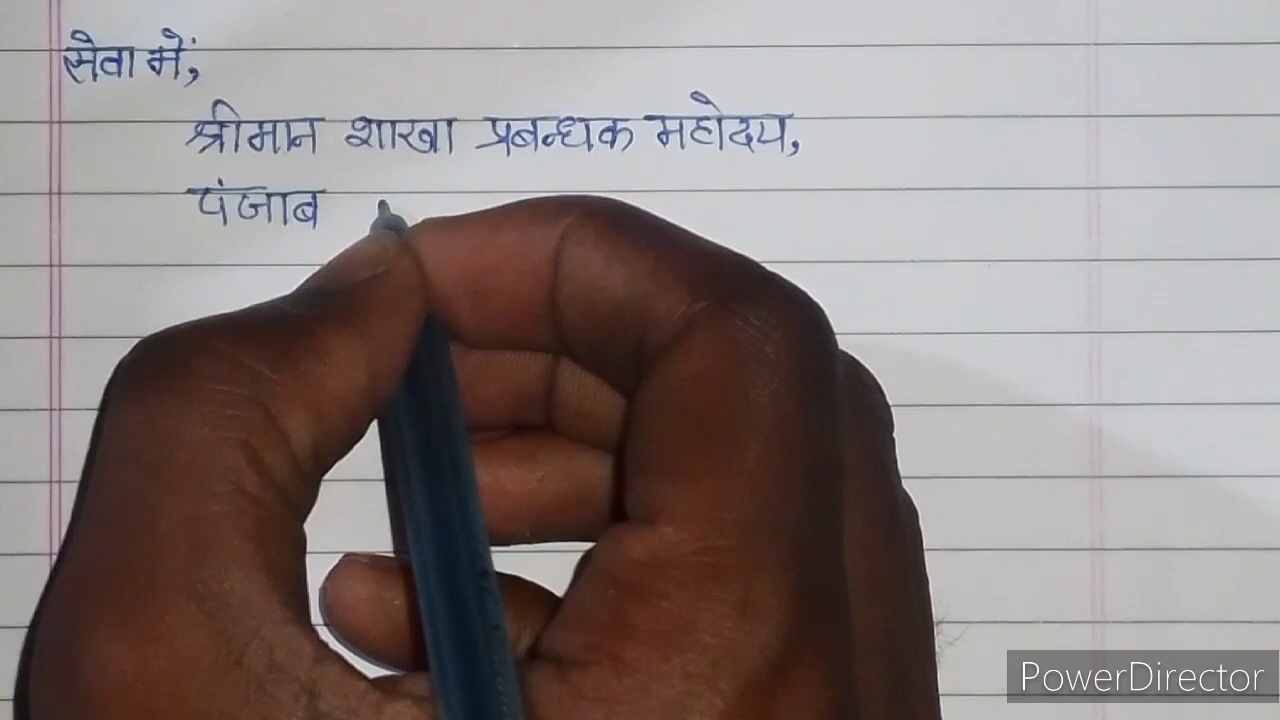 सेवा में,
श्रीमान शाखा प्रबन्धक महोदय,
पंजाब
PowerDirector